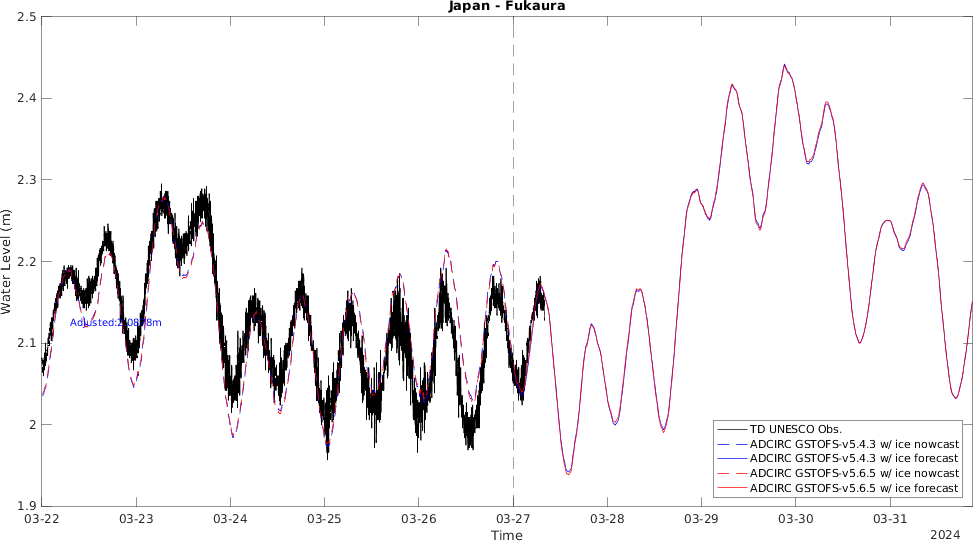 Japan - Fukaura
Water Level (m)
2.5
2.4
2.3
2.2
2.1
2
1.9
TD UNESCO Obs.
ADCIRC GSTOFS-v5.4.3 w/ ice nowcast
ADCIRC GSTOFS-v5.4.3 w/ ice forecast
ADCIRC GSTOFS-v5.6.5 w/ ice nowcast
ADCIRC GSTOFS-v5.6.5 w/ ice forecast
03-22 03-23 03-24 03-25 03-26 03-27 03-28 03-29 03-30 03-31
Time
2024